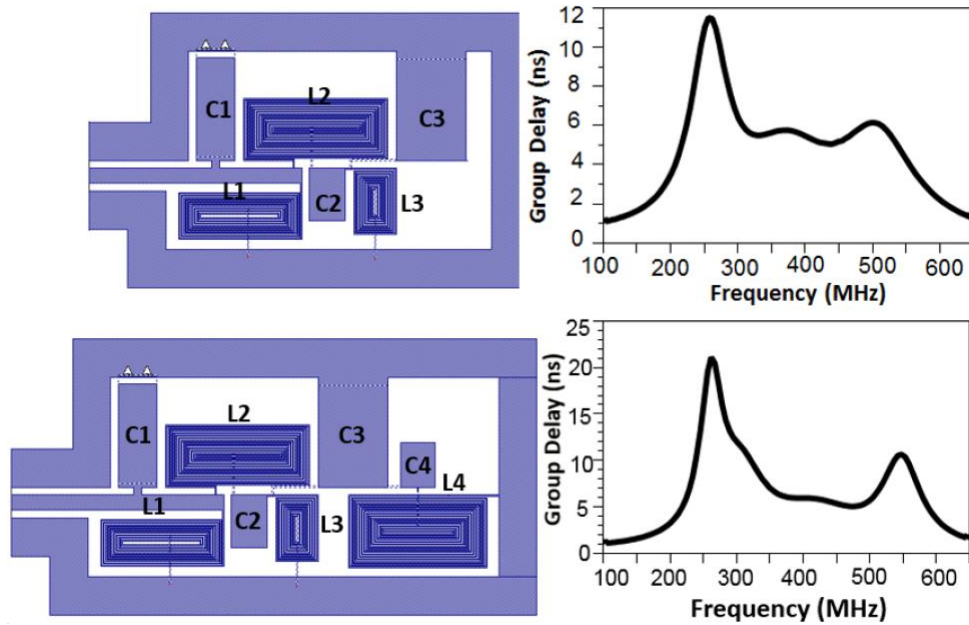 C1
L2
C3
L1
C2
L3
Group Delay (ns)
12
10
8
6
4
2
0
100 200 300 400 500 600
Frequency (MHz)
C1
L2
C3
C4
L1
L4
C2
L3
Group Delay (ns)
25
20
15
10
5
0
100 200 300 400 500 600
Frequency (MHz)